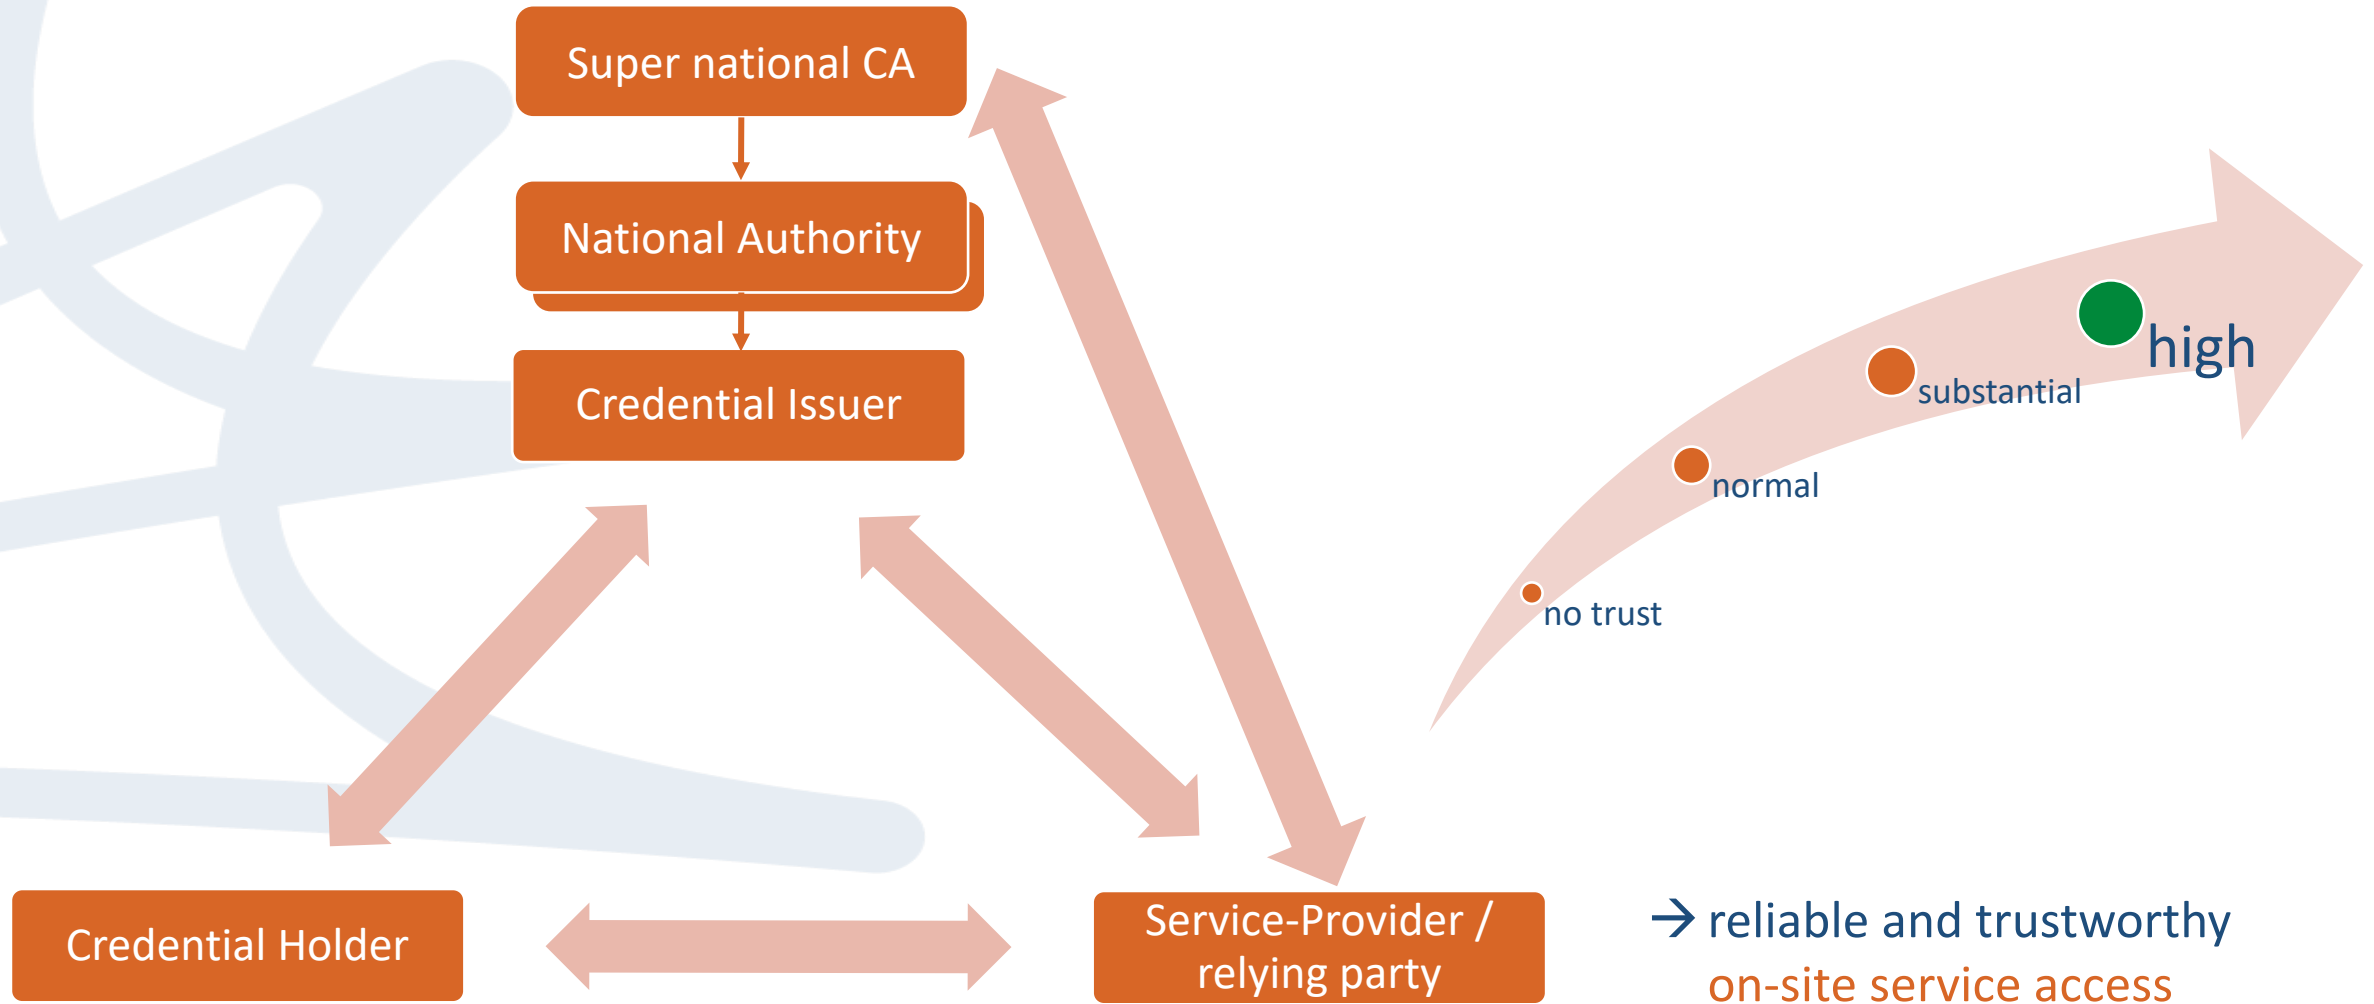 Super national CA
National Authority
Credential Issuer
high
substantial
normal
no trust
Credential Holder
Service-Provider /
relying party
→ reliable and trustworthy
on-site service access